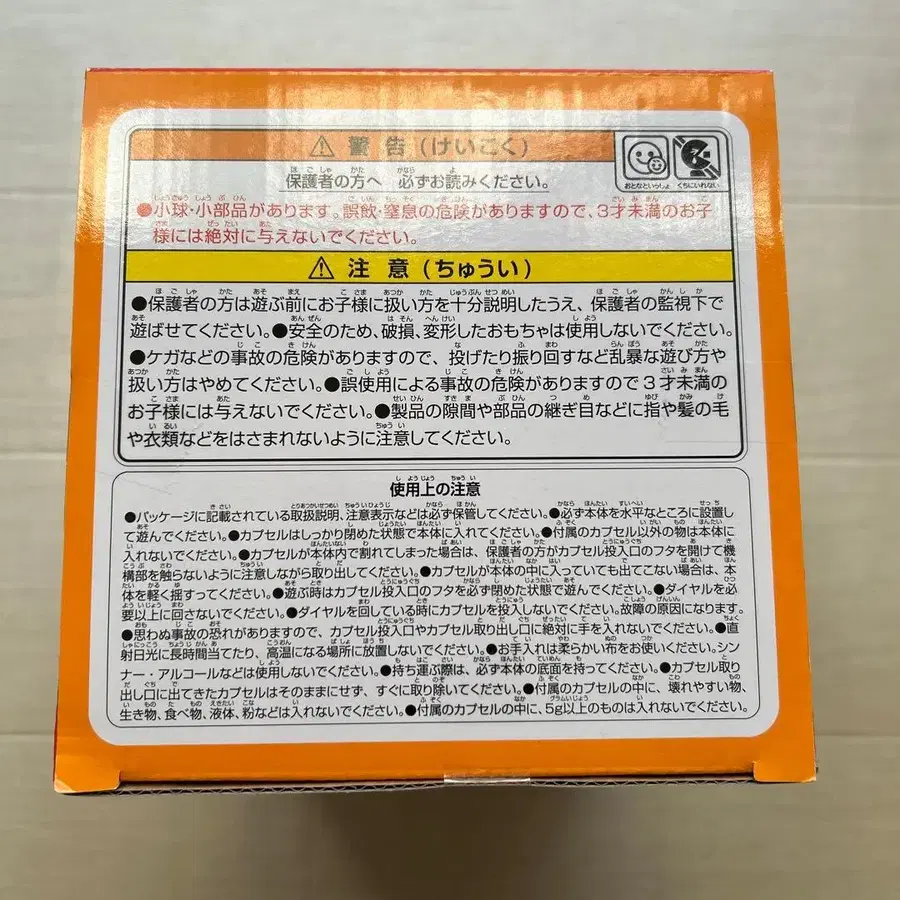 ⚠ 警告(けいこく)
おとなといっしょ くちにいれない
保護者の方へ 必ずお読みください。
●小球・小部品があります。誤飲・窒息の危険がありますので、3才未満のお子
様には絶対に与えないでください。
⚠ 注意(ちゅうい)
●保護者の方は遊ぶ前にお子様に扱い方を十分説明したうえ、保護者の監視下で
遊ばせてください。●安全のため、破損、変形したおもちゃは使用しないでください。
●ケガなどの事故の危険がありますので、投げたり振り回すなど乱暴な遊び方や
扱い方はやめてください。●誤使用による事故の危険がありますので3才未満の
お子様には与えないでください。●製品の隙間や部品の継ぎ目などに指や髪の毛
や衣類などをはさまれないように注意してください。
使用上の注意
●パッケージに記載されている取扱説明、注意表示などは必ず保管してください。●必ず本体を水平なところに設置し
て遊んでください。●カプセルはしっかり閉めた状態で本体に入れてください。●付属のカプセル以外の物は本体に
入れないでください。●カプセルが本体内で割れてしまった場合は、保護者の方がカプセル投入口のフタを開けて機
構部を触らないように注意しながら取り出してください。●カプセルが本体の中に入っていても出てこない場合は、本
体を軽く揺すってください。●遊ぶ時はカプセル投入口のフタを必ず閉めた状態で遊んでください。●ダイヤルを必
要以上に回さないでください。●ダイヤルを回している時にカプセルを投入しないでください。故障の原因になります。
●思わぬ事故の恐れがありますので、カプセル投入口やカプセル取り出し口に絶対に手を入れないでください。●直
射日光に長時間当てたり、高温になる場所に放置しないでください。●お手入れは柔らかい布をお使いください。シン
ナー・アルコールなどは使用しないでください。●持ち運ぶ際は、必ず本体の底面を持ってください。●カプセル取り
出し口に出てきたカプセルはそのままにせず、すぐに取り除いてください。●付属のカプセルの中に、壊れやすい物、
生き物、食べ物、液体、粉などは入れないでください。●付属のカプセルの中に、5g以上のものは入れないでください。